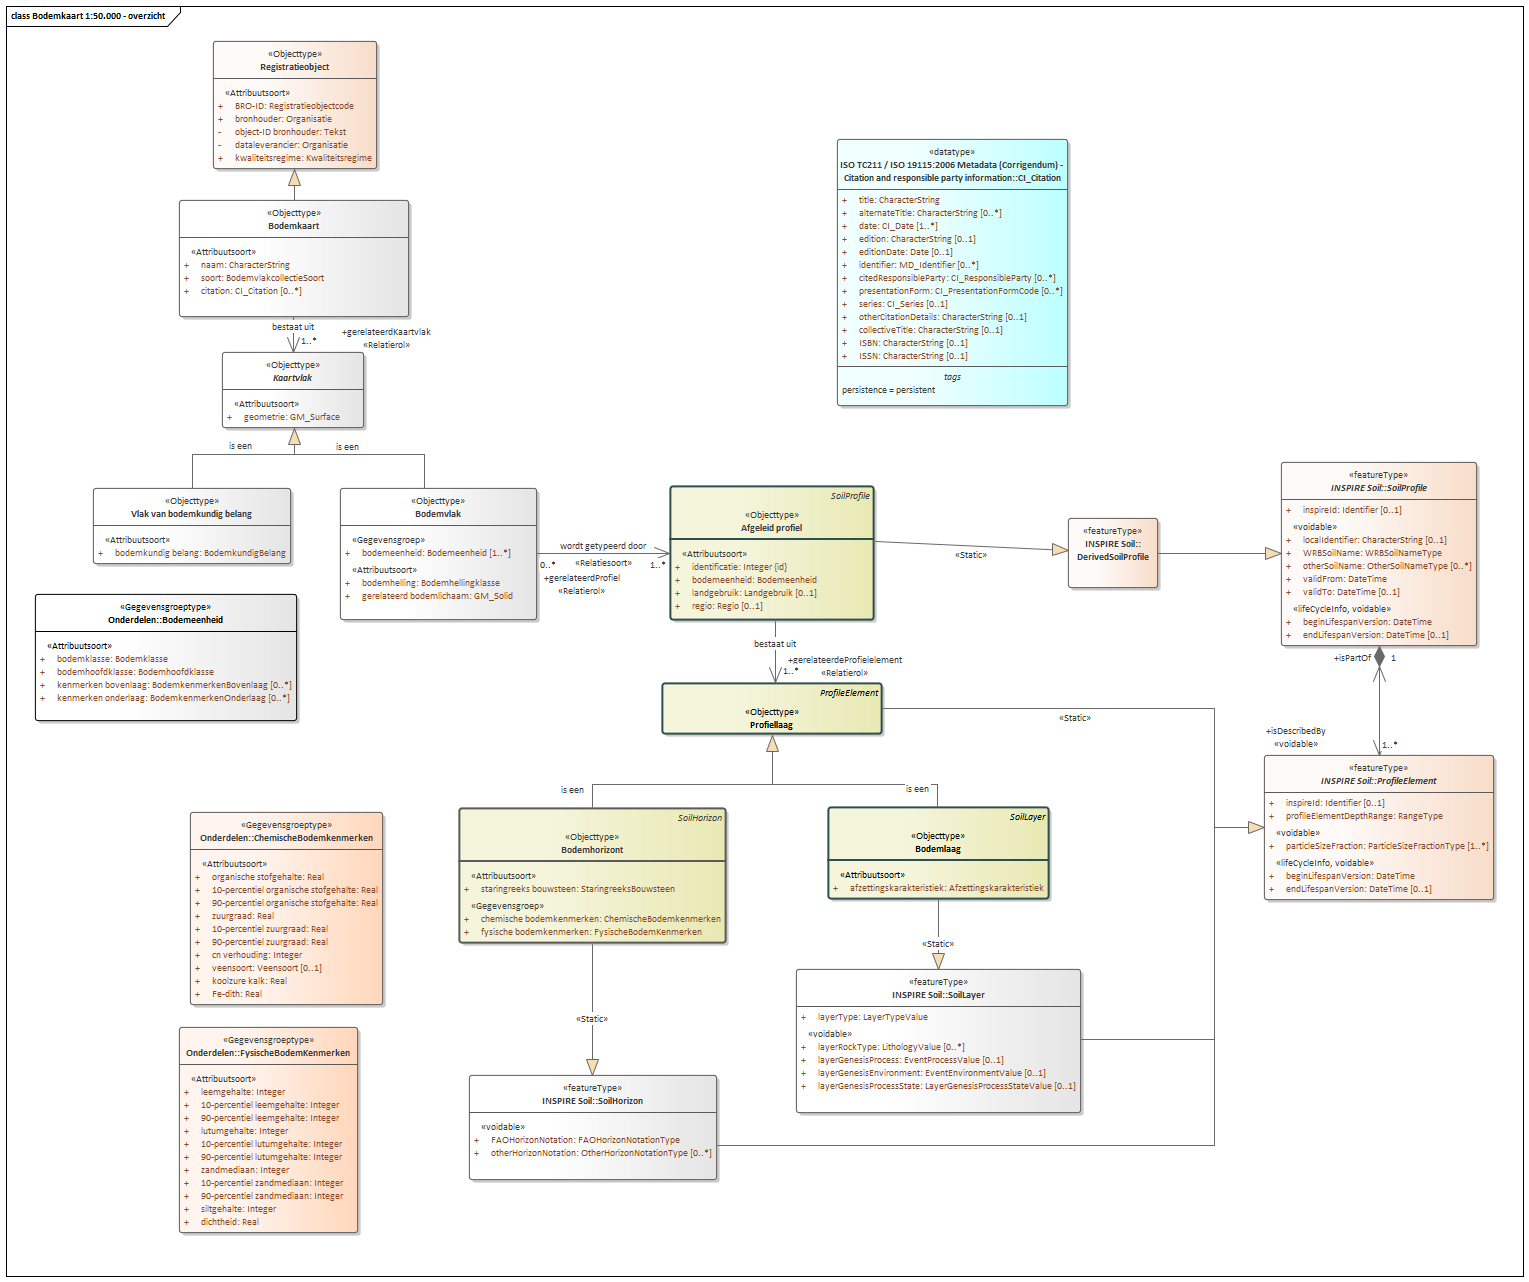 class Bodemkaart 1:50.000 - overzicht
«Objecttype»
Registratieobject
«Attribuutsoort»
+ BRO-ID: Registratieobjectcode
+ bronhouder: Organisatie
- object-ID bronhouder: Tekst
- dataleverancier: Organisatie
+ kwaliteitsregime: Kwaliteitsregime
«Objecttype»
Bodemkaart
«Attribuutsoort»
+ naam: CharacterString
+ soort: BodemvlakcollectieSoort
+ citation: CI_Citation [0..*]
bestaat uit
+gerelateerdKaartvlak
1..*
«Relatierol»
«Objecttype»
Kaartvlak
«Attribuutsoort»
+ geometrie: GM_Surface
is een
is een
«datatype»
ISO TC211 / ISO 19115:2006 Metadata (Corrigendum) -
Citation and responsible party information::CI_Citation
+ title: CharacterString
+ alternateTitle: CharacterString [0..*]
+ date: CI_Date [1..*]
+ edition: CharacterString [0..1]
+ editionDate: Date [0..1]
+ identifier: MD_Identifier [0..*]
+ citedResponsibleParty: CI_ResponsibleParty [0..*]
+ presentationForm: CI_PresentationFormCode [0..*]
+ series: CI_Series [0..1]
+ otherCitationDetails: CharacterString [0..1]
+ collectiveTitle: CharacterString [0..1]
+ ISBN: CharacterString [0..1]
+ ISSN: CharacterString [0..1]
tags
persistence = persistent
«Objecttype»
Vlak van bodemkundig belang
«Attribuutsoort»
+ bodemkundig belang: BodemkundigBelang
«Objecttype»
Bodemvlak
«Gegevensgroep»
+ bodemeenheid: Bodemeenheid [1..*]
«Attribuutsoort»
+ bodemhelling: Bodemhellingklasse
+ gerelateerd bodemlichaam: GM_Solid
wordt getypeerd door
0..*
«Relatiesoort»
1..*
+gerelateerdProfiel
«Relatierol»
SoilProfile
«Objecttype»
Afgeleid profiel
«Attribuutsoort»
+ identificatie: Integer {id}
+ bodemeenheid: Bodemeenheid
+ landgebruik: Landgebruik [0..1]
+ regio: Regio [0..1]
«Static»
«featureType»
INSPIRE Soil::
DerivedSoilProfile
«featureType»
INSPIRE Soil::SoilProfile
+ inspireId: Identifier [0..1]
«voidable»
+ localIdentifier: CharacterString [0..1]
+ WRBSoilName: WRBSoilNameType
+ otherSoilName: OtherSoilNameType [0..*]
+ validFrom: DateTime
+ validTo: DateTime [0..1]
«lifeCycleInfo, voidable»
+ beginLifespanVersion: DateTime
+ endLifespanVersion: DateTime [0..1]
+isPartOf
1
«Gegevensgroeptype»
Onderdelen::Bodemeenheid
«Attribuutsoort»
+ bodemklasse: Bodemklasse
+ bodemhoofdklasse: Bodemhoofdklasse
+ kenmerken bovenlaag: BodemkenmerkenBovenlaag [0..*]
+ kenmerken onderlaag: BodemkenmerkenOnderlaag [0..*]
bestaat uit
+gerelateerdeProfielelement
1..*
«Relatierol»
ProfileElement
«Objecttype»
Profiellaag
«Static»
is een
is een
+isDescribedBy
«voidable»
1..*
«featureType»
INSPIRE Soil::ProfileElement
+ inspireId: Identifier [0..1]
+ profileElementDepthRange: RangeType
«voidable»
+ particleSizeFraction: ParticleSizeFractionType [1..*]
«lifeCycleInfo, voidable»
+ beginLifespanVersion: DateTime
+ endLifespanVersion: DateTime [0..1]
«Gegevensgroeptype»
Onderdelen::ChemischeBodemkenmerken
«Attribuutsoort»
+ organische stofgehalte: Real
+ 10-percentiel organische stofgehalte: Real
+ 90-percentiel organische stofgehalte: Real
+ zuurgraad: Real
+ 10-percentiel zuurgraad: Real
+ 90-percentiel zuurgraad: Real
+ cn verhouding: Integer
+ veensoort: Veensoort [0..1]
+ koolzure kalk: Real
+ Fe-dith: Real
SoilHorizon
«Objecttype»
Bodemhorizont
«Attribuutsoort»
+ staringreeks bouwsteen: StaringreeksBouwsteen
«Gegevensgroep»
+ chemische bodemkenmerken: ChemischeBodemkenmerken
+ fysische bodemkenmerken: FysischeBodemKenmerken
SoilLayer
«Objecttype»
Bodemlaag
«Attribuutsoort»
+ afzettingskarakteristiek: Afzettingskarakteristiek
«Static»
«featureType»
INSPIRE Soil::SoilLayer
+ layerType: LayerTypeValue
«voidable»
+ layerRockType: LithologyValue [0..*]
+ layerGenesisProcess: EventProcessValue [0..1]
+ layerGenesisEnvironment: EventEnvironmentValue [0..1]
+ layerGenesisProcessState: LayerGenesisProcessStateValue [0..1]
«Static»
«Gegevensgroeptype»
Onderdelen::FysischeBodemKenmerken
«Attribuutsoort»
+ leemgehalte: Integer
+ 10-percentiel leemgehalte: Integer
+ 90-percentiel leemgehalte: Integer
+ lutumgehalte: Integer
+ 10-percentiel lutumgehalte: Integer
+ 90-percentiel lutumgehalte: Integer
+ zandmediaan: Integer
+ 10-percentiel zandmediaan: Integer
+ 90-percentiel zandmediaan: Integer
+ siltgehalte: Integer
+ dichtheid: Real
«featureType»
INSPIRE Soil::SoilHorizon
«voidable»
+ FAOHorizonNotation: FAOHorizonNotationType
+ otherHorizonNotation: OtherHorizonNotationType [0..*]